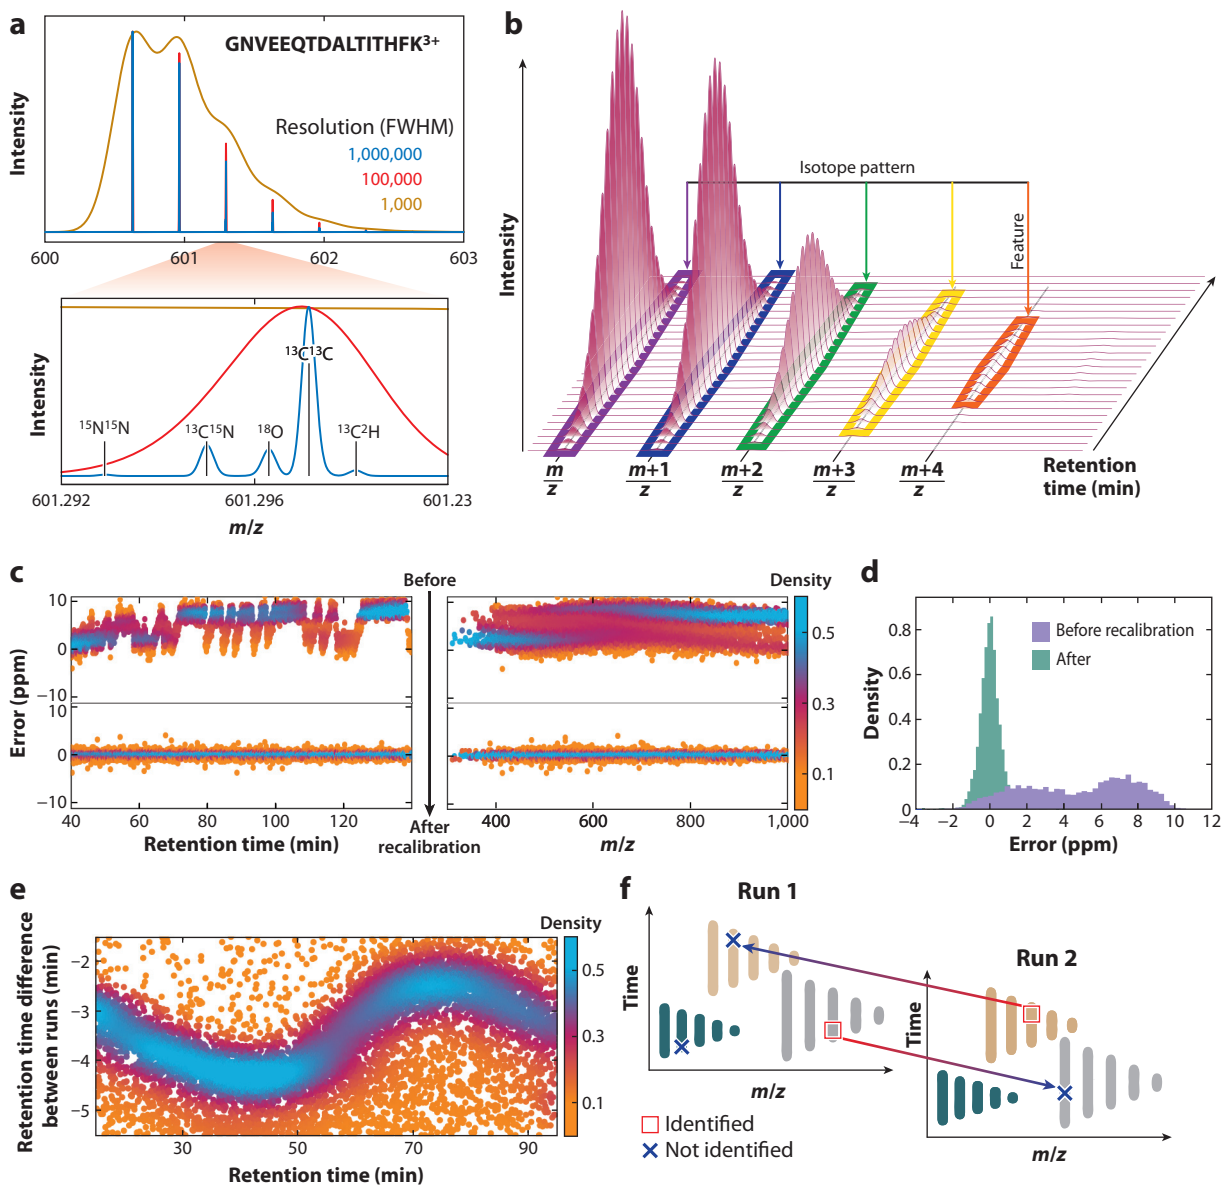 a
GNVEEQTDALTITHFK³⁺
Intensity
Resolution (FWHM)
1,000,000
100,000
1,000
600
601
602
603
Intensity
¹⁵N¹⁵N
¹³C¹⁵N
¹⁸O
¹³C¹³C
¹³C²H
601.292
601.296
601.23
m/z
b
Intensity
Isotope pattern
Feature
m/z
m+1/z
m+2/z
m+3/z
m+4/z
Retention
time (min)
c
Before
Density
Error (ppm)
10
0
−10
10
0
−10
0.5
0.3
0.1
40
60
80
100
120
After
recalibration
400
600
800
1,000
Retention time (min)
m/z
d
Density
0.8
0.6
0.4
0.2
0
Before recalibration
After
−4
−2
0
2
4
6
8
10
12
Error (ppm)
e
Retention time difference
between runs (min)
Density
−2
−3
−4
−5
0.5
0.3
0.1
30
50
70
90
Retention time (min)
f
Run 1
Time
m/z
Run 2
Time
m/z
Identified
Not identified